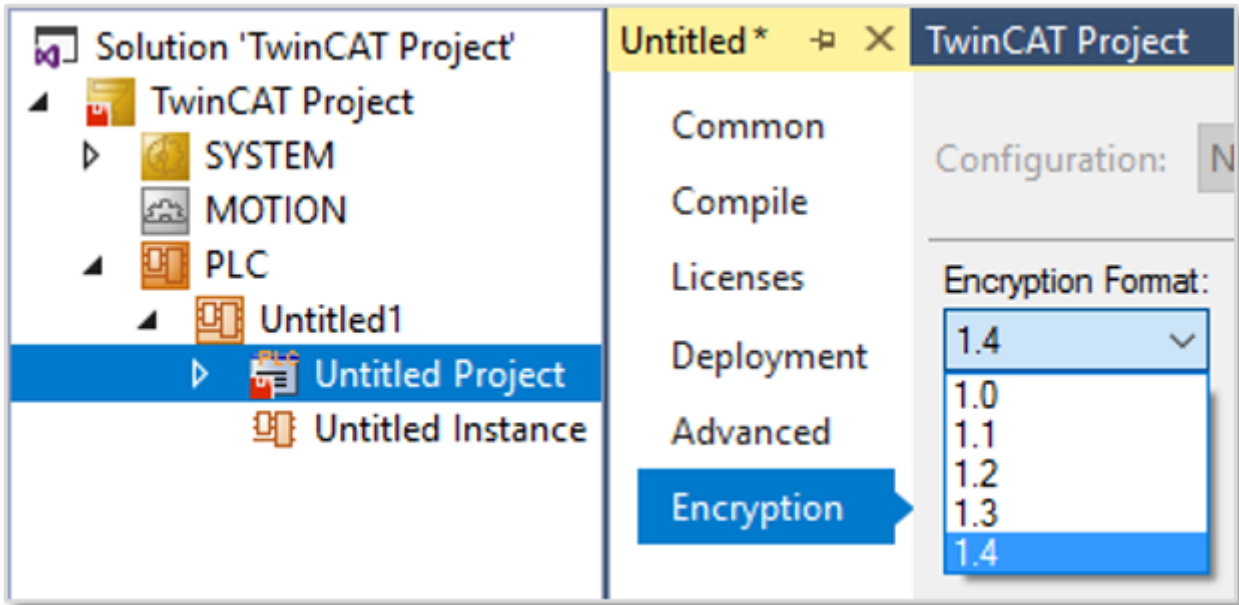 Solution 'TwinCAT Project'
TwinCAT Project
SYSTEM
MOTION
PLC
Untitled1
PLC
Untitled Project
Untitled Instance
Untitled*
TwinCAT Project
Common
Compile
Licenses
Deployment
Advanced
Encryption
Configuration: N
Encryption Format:
1.4
1.0
1.1
1.2
1.3
1.4